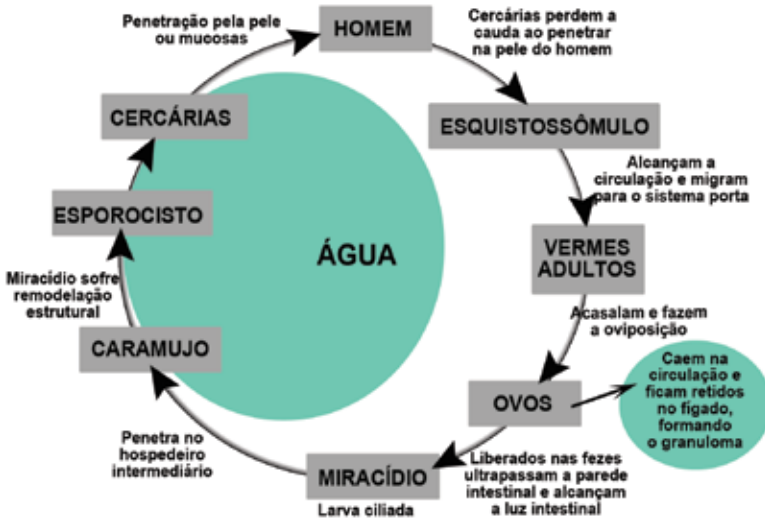 Penetração pela pele
ou mucosas
HOMEM
Cercárias perdem a
cauda ao penetrar
na pele do homem
ESQUISTOSSÔMULO
Alcançam a
circulação e migram
para o sistema porta
VERMES
ADULTOS
Acasalam e fazem
a oviposição
OVOS
Caem na
circulação e
ficam retidos
no fígado,
formando
o granuloma
Liberados nas fezes
ultrapassam a parede
intestinal e alcançam
a luz intestinal
MIRACÍDIO
Larva ciliada
Penetra no
hospedeiro
intermediário
CARAMUJO
Miracídio sofre
remodelação
estrutural
ESPOROCISTO
CERCÁRIAS
ÁGUA